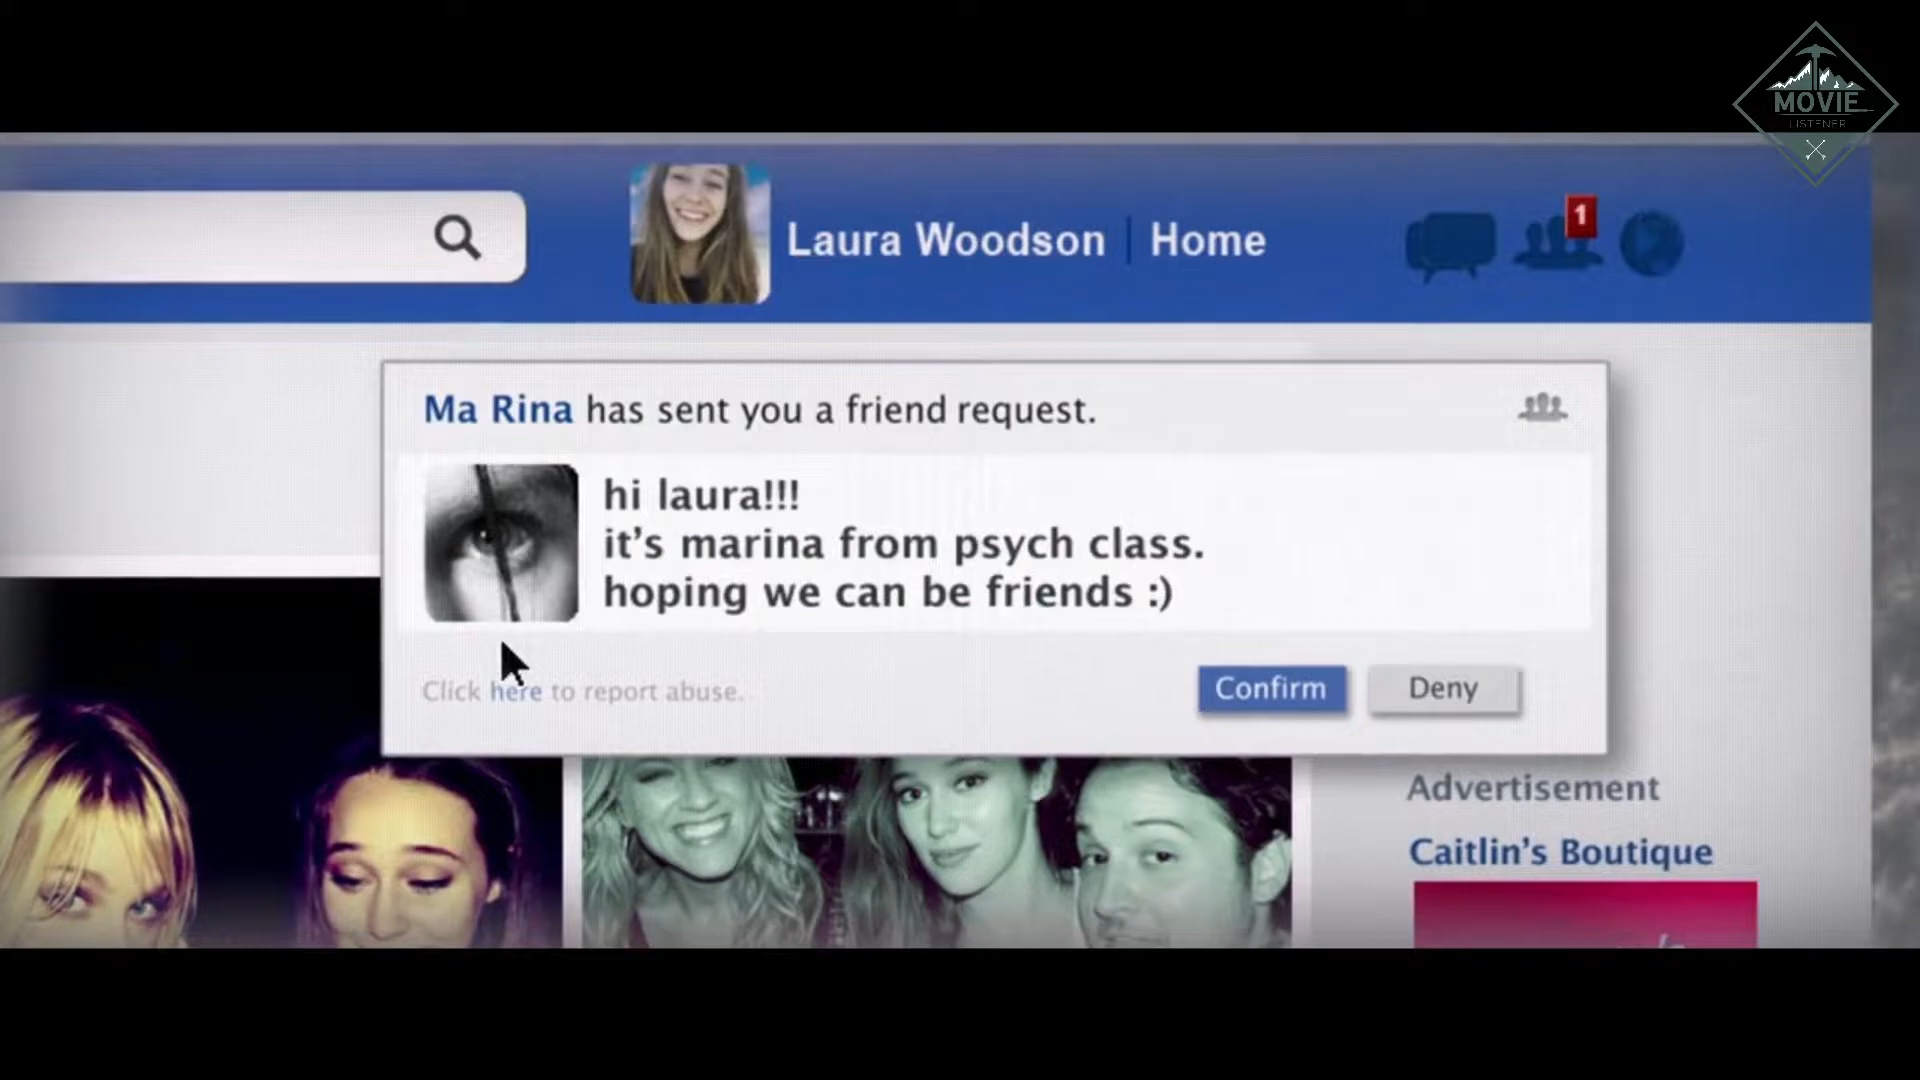 MOVIE
LISTENER
1
Laura Woodson Home
Ma Rina has sent you a friend request.
hi laura!!!
it's marina from psych class.
hoping we can be friends :)
Click here to report abuse.
Confirm Deny
Advertisement
Caitlin's Boutique